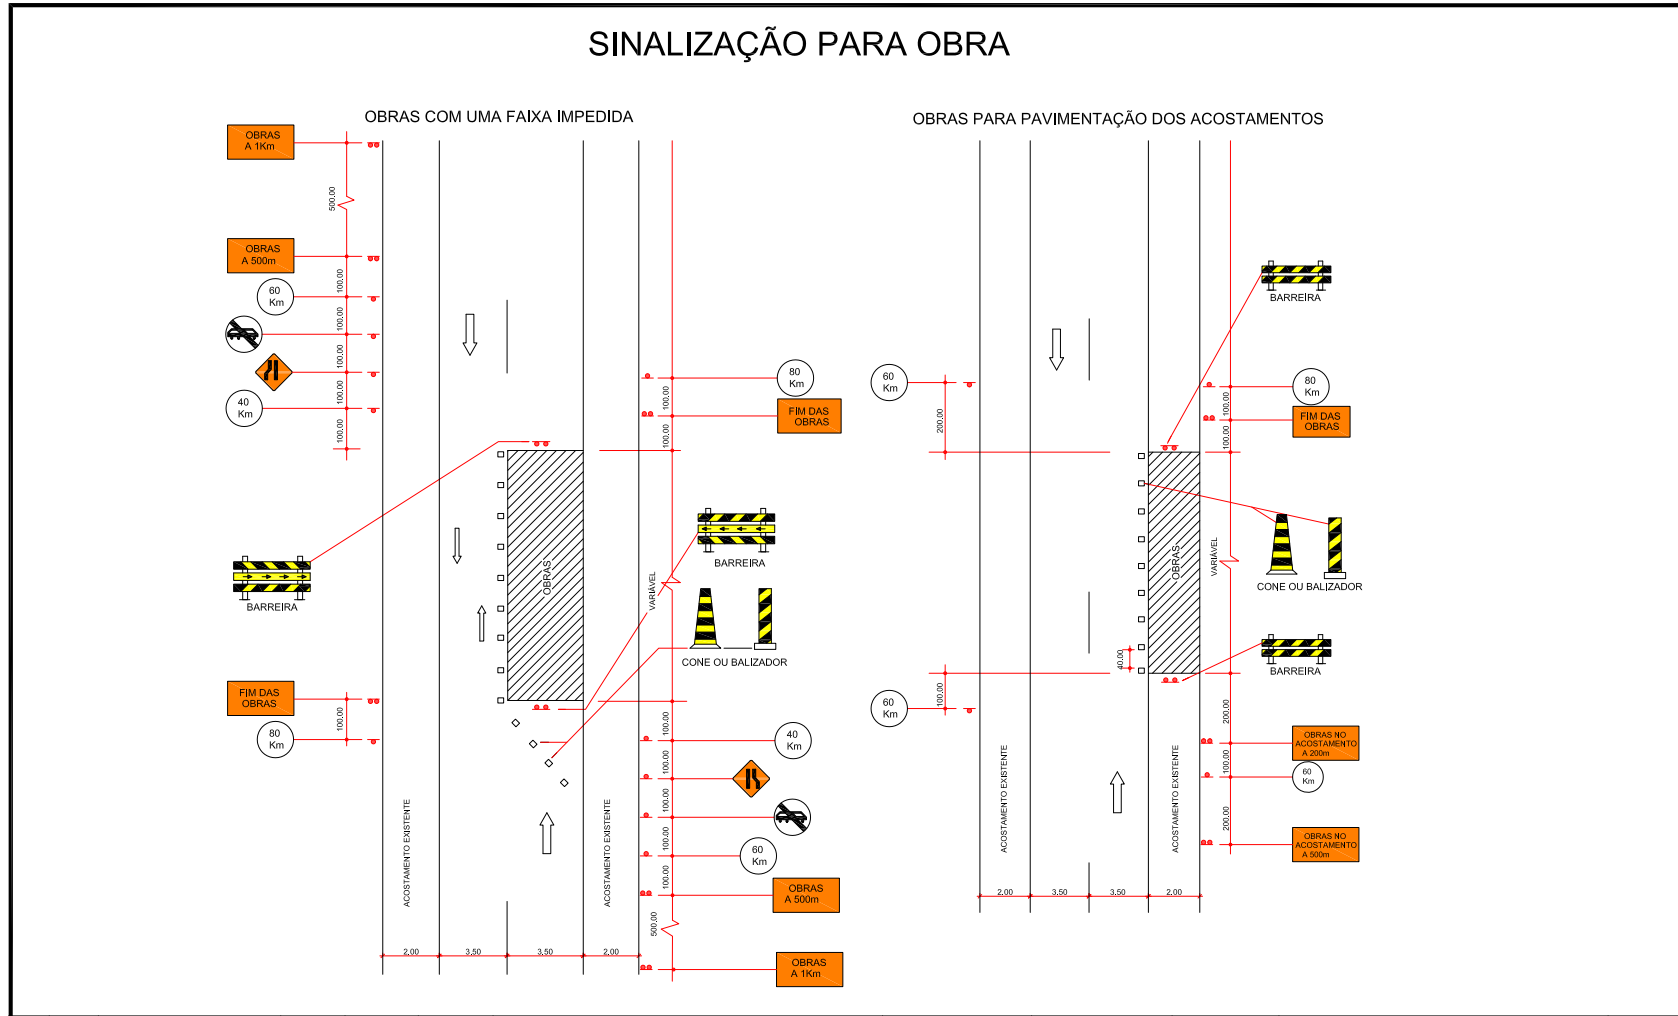 SINALIZAÇÃO PARA OBRA
OBRAS COM UMA FAIXA IMPEDIDA
OBRAS
A 1Km
500.00
OBRAS
A 500m
100.00
60
Km
100.00
100.00
40
Km
100.00
100.00
80
Km
100.00
FIM DAS
OBRAS
100.00
BARREIRA
OBRAS
VARIÁVEL
BARREIRA
CONE OU BALIZADOR
FIM DAS
OBRAS
100.00
80
Km
100.00
40
Km
100.00
100.00
100.00
60
Km
100.00
OBRAS
A 500m
500.00
OBRAS
A 1Km
ACOSTAMENTO EXISTENTE
ACOSTAMENTO EXISTENTE
2.00
3.50
3.50
2.00
OBRAS PARA PAVIMENTAÇÃO DOS ACOSTAMENTOS
BARREIRA
60
Km
200.00
80
Km
100.00
FIM DAS
OBRAS
100.00
OBRAS
VARIÁVEL
CONE OU BALIZADOR
40.00
BARREIRA
100.00
60
Km
200.00
OBRAS NO
ACOSTAMENTO
A 200m
100.00
60
Km
200.00
OBRAS NO
ACOSTAMENTO
A 500m
ACOSTAMENTO EXISTENTE
ACOSTAMENTO EXISTENTE
2.00
3.50
3.50
2.00